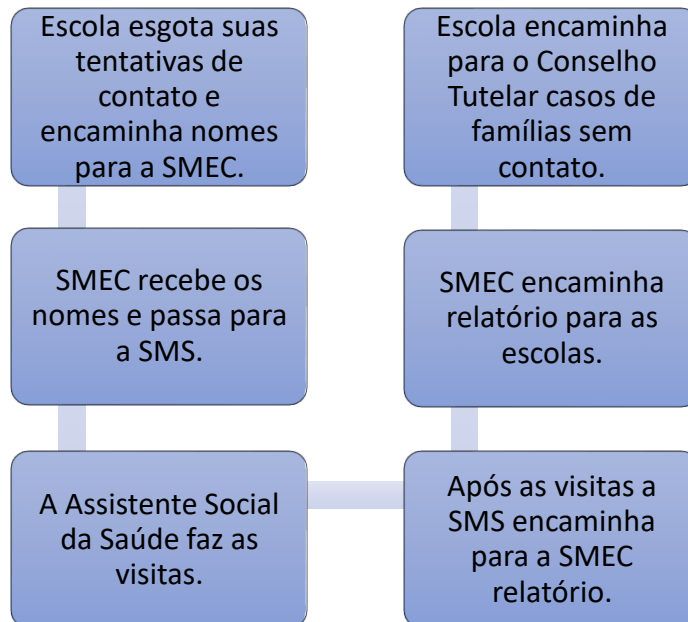 Escola esgota suas
tentativas de
contato e
encaminha nomes
para a SMEC.
SMEC recebe os
nomes e passa para
a SMS.
A Assistente Social
da Saúde faz as
visitas.
Após as visitas a
SMS encaminha
para a SMEC
relatório.
SMEC encaminha
relatório para as
escolas.
Escola encaminha
para o Conselho
Tutelar casos de
famílias sem
contato.